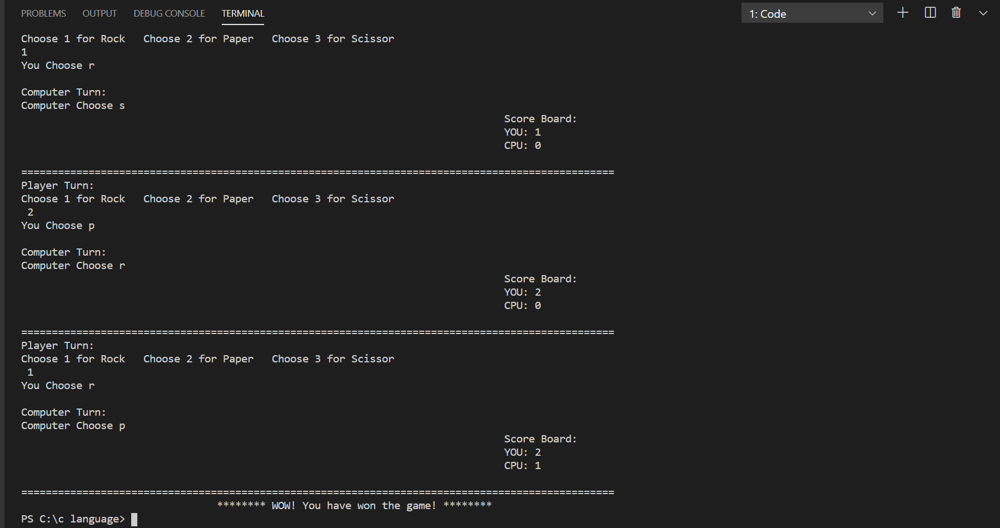 PROBLEMS OUTPUT DEBUG CONSOLE TERMINAL 1: Code
Choose 1 for Rock   Choose 2 for Paper   Choose 3 for Scissor
1
You Choose r
Computer Turn:
Computer Choose s
Score Board:
YOU: 1
CPU: 0
=================================================================================================
Player Turn:
Choose 1 for Rock   Choose 2 for Paper   Choose 3 for Scissor
2
You Choose p
Computer Turn:
Computer Choose r
Score Board:
YOU: 2
CPU: 0
=================================================================================================
Player Turn:
Choose 1 for Rock   Choose 2 for Paper   Choose 3 for Scissor
1
You Choose r
Computer Turn:
Computer Choose p
Score Board:
YOU: 2
CPU: 1
=================================================================================================
******** WOW! You have won the game! ********
PS C:\c language>